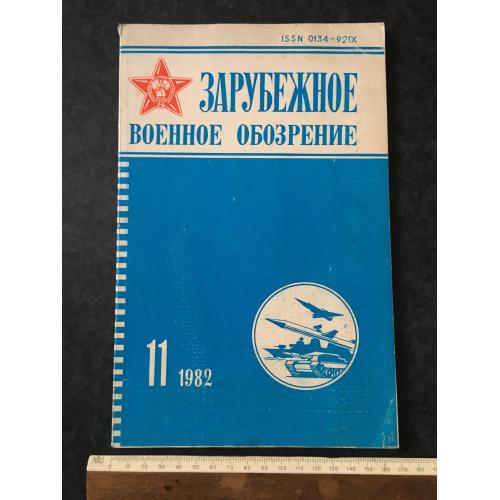 ISSN 0134-921X
ЗАРУБЕЖНОЕ
ВОЕННОЕ ОБОЗРЕНИЕ
11 1982